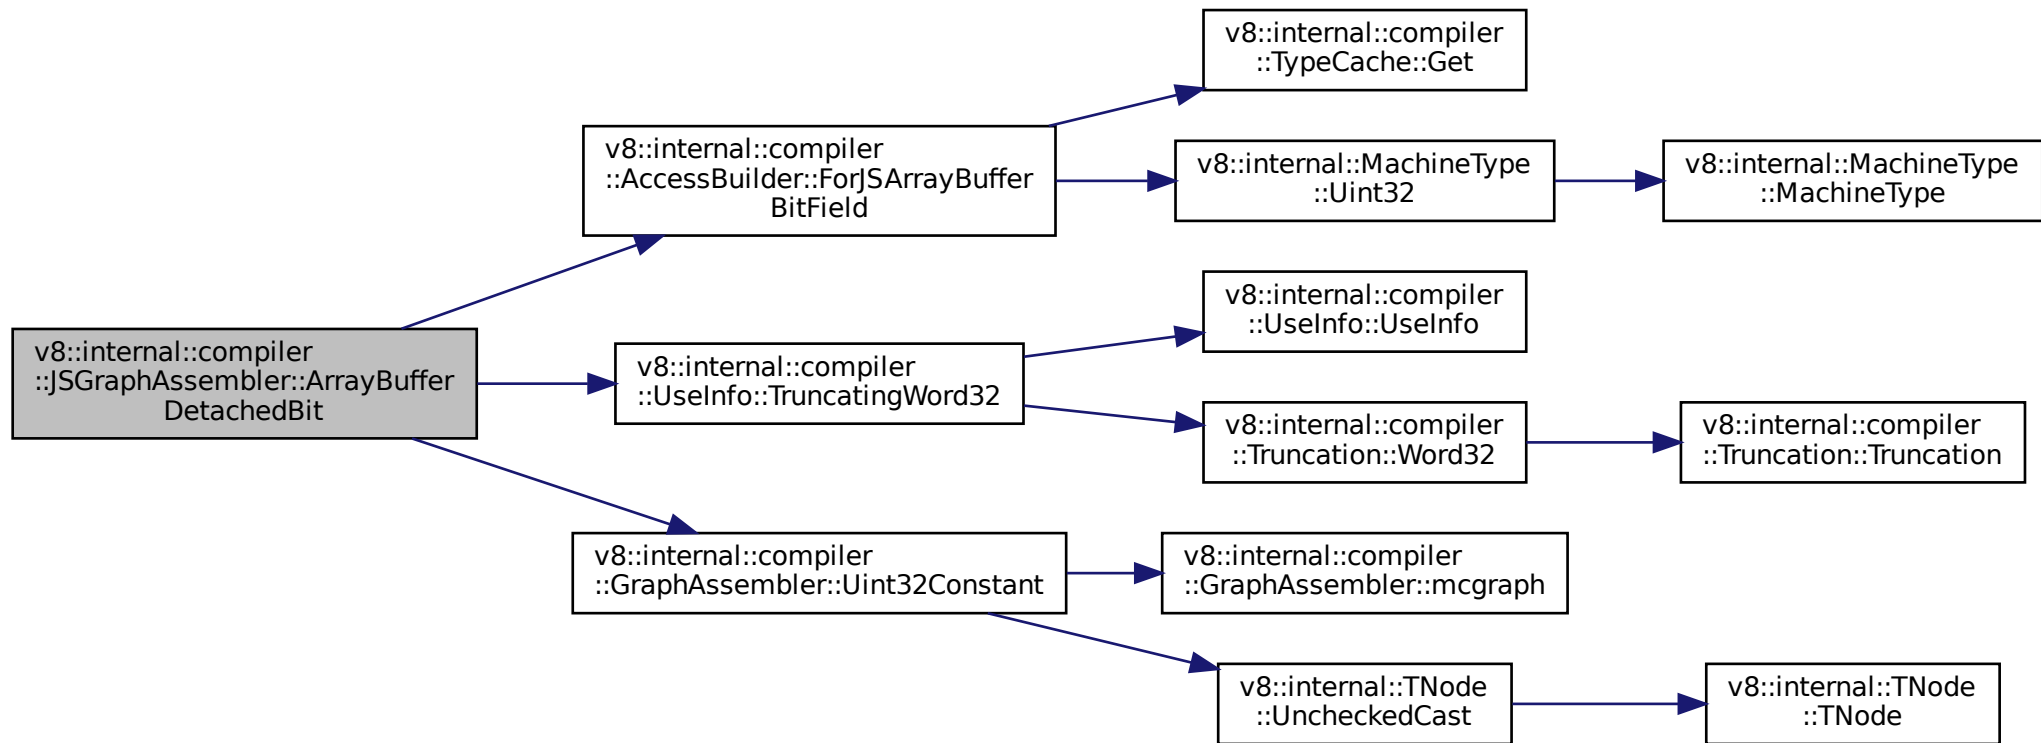 v8::internal::compiler
::JSGraphAssembler::ArrayBuffer
DetachedBit
v8::internal::compiler
::AccessBuilder::ForJSArrayBuffer
BitField
v8::internal::compiler
::TypeCache::Get
v8::internal::MachineType
::Uint32
v8::internal::MachineType
::MachineType
v8::internal::compiler
::UseInfo::TruncatingWord32
v8::internal::compiler
::UseInfo::UseInfo
v8::internal::compiler
::Truncation::Word32
v8::internal::compiler
::Truncation::Truncation
v8::internal::compiler
::GraphAssembler::Uint32Constant
v8::internal::compiler
::GraphAssembler::mcgraph
v8::internal::TNode
::UncheckedCast
v8::internal::TNode
::TNode